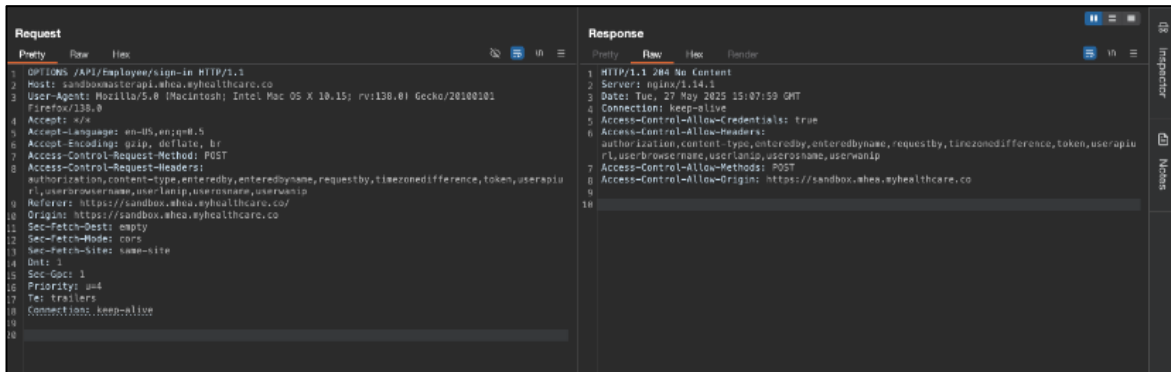 Request
Pretty Raw Hex
\n
1 OPTIONS /API/Employee/sign-in HTTP/1.1
2 Host: sandboxmasterapi.mhea.myhealthcare.co
3 User-Agent: Mozilla/5.0 (Macintosh; Intel Mac OS X 10.15; rv:138.0) Gecko/20100101
Firefox/138.0
4 Accept: */*
5 Accept-Language: en-US,en;q=0.5
6 Accept-Encoding: gzip, deflate, br
7 Access-Control-Request-Method: POST
8 Access-Control-Request-Headers:
authorization,content-type,enteredby,enteredbyname,requestby,timezonedifference,token,userapiu
rl,userbrowsername,userlanip,userosname,userwanip
9 Referer: https://sandbox.mhea.myhealthcare.co/
10 Origin: https://sandbox.mhea.myhealthcare.co
11 Sec-Fetch-Dest: empty
12 Sec-Fetch-Mode: cors
13 Sec-Fetch-Site: same-site
14 Dnt: 1
15 Sec-Gpc: 1
16 Priority: u=4
17 Te: trailers
18 Connection: keep-alive
19
20
Response
Pretty Raw Hex Render
\n
1 HTTP/1.1 204 No Content
2 Server: nginx/1.14.1
3 Date: Tue, 27 May 2025 15:07:59 GMT
4 Connection: keep-alive
5 Access-Control-Allow-Credentials: true
6 Access-Control-Allow-Headers:
authorization,content-type,enteredby,enteredbyname,requestby,timezonedifference,token,userapiu
rl,userbrowsername,userlanip,userosname,userwanip
7 Access-Control-Allow-Methods: POST
8 Access-Control-Allow-Origin: https://sandbox.mhea.myhealthcare.co
9
10
Inspector
Notes